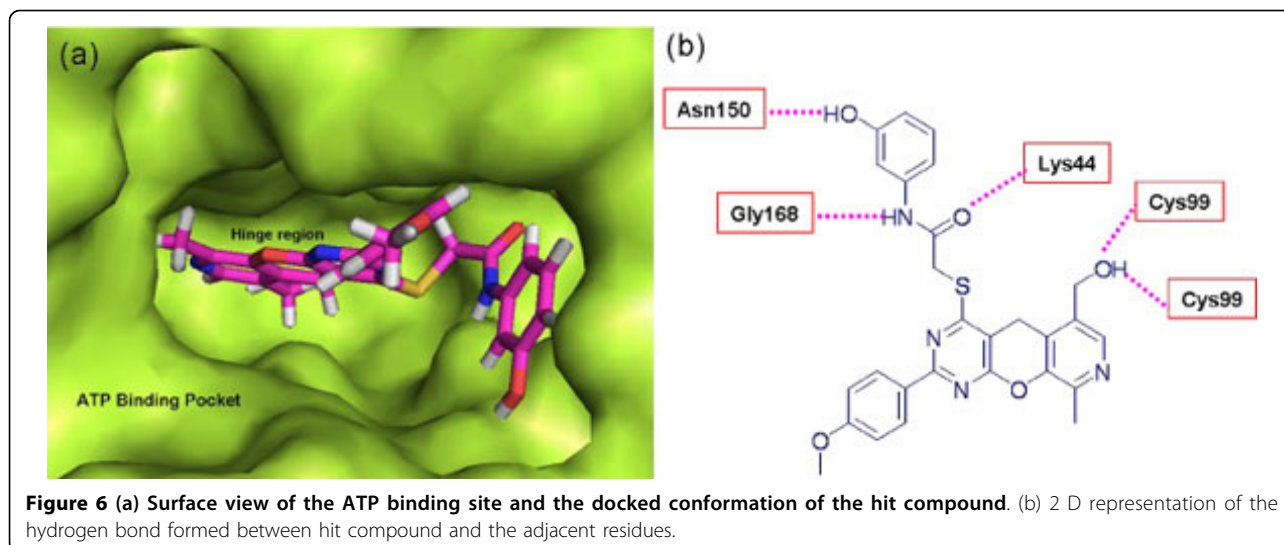 (a)
Hinge region
ATP Binding Pocket
(b)
Asn150
HO
Lys44
Gly168
HN
O
Cys99
OH
Cys99
S
N
N
N
O
O
Figure 6 (a) Surface view of the ATP binding site and the docked conformation of the hit compound. (b) 2 D representation of the
hydrogen bond formed between hit compound and the adjacent residues.